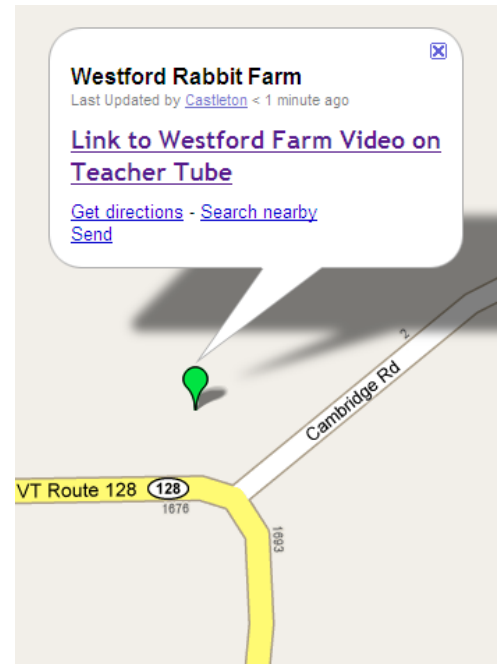 Westford Rabbit Farm
Last Updated by Castleton < 1 minute ago
Link to Westford Farm Video on
Teacher Tube
Get directions - Search nearby
Send
2
Cambridge Rd
VT Route 128 128
1676
1693